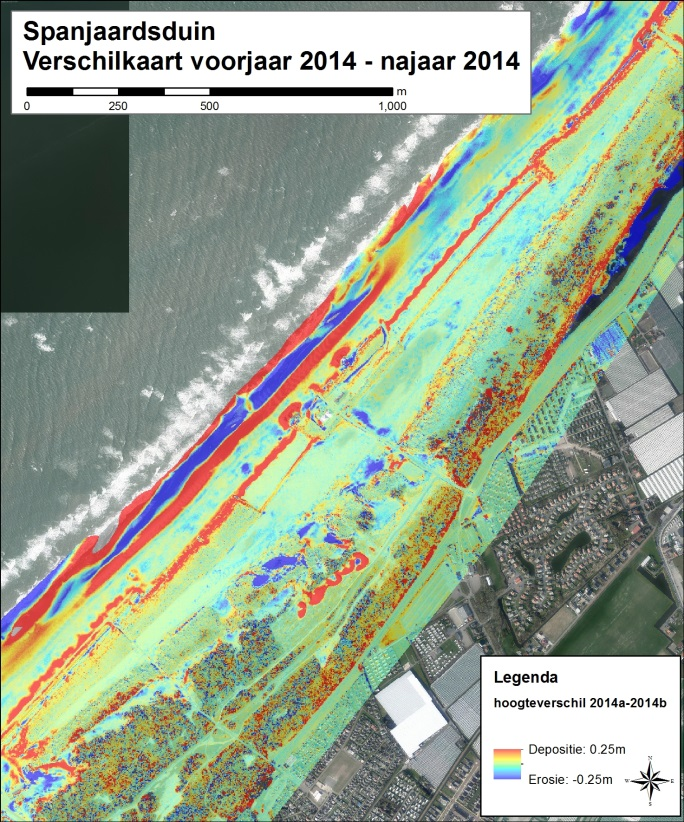 Spanjaardsduin
Verschilkaart voorjaar 2014 - najaar 2014
m
0 250 500 1,000
Legenda
hoogteverschil 2014a-2014b
Depositie: 0.25m
Erosie: -0.25m
N
W E
S